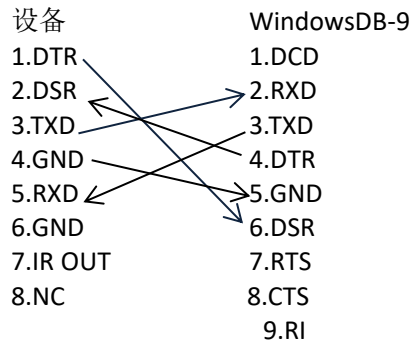 设备 WindowsDB-9
1.DTR 1.DCD
2.DSR 2.RXD
3.TXD 3.TXD
4.GND 4.DTR
5.RXD 5.GND
6.GND 6.DSR
7.IR OUT 7.RTS
8.NC 8.CTS
9.RI